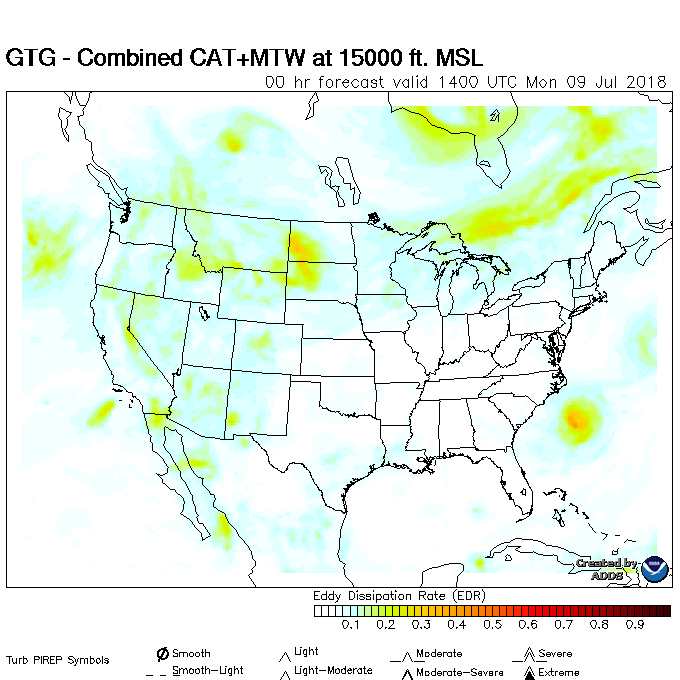 GTG - Combined CAT+MTW at 15000 ft. MSL
00 hr forecast valid 1400 UTC Mon 09 Jul 2018
Created by
ADDS
Eddy Dissipation Rate (EDR)
0.1 0.2 0.3 0.4 0.5 0.6 0.7 0.8 0.9
Turb PIREP Symbols
Smooth Light Moderate Severe
Smooth-Light Light-Moderate Moderate-Severe Extreme